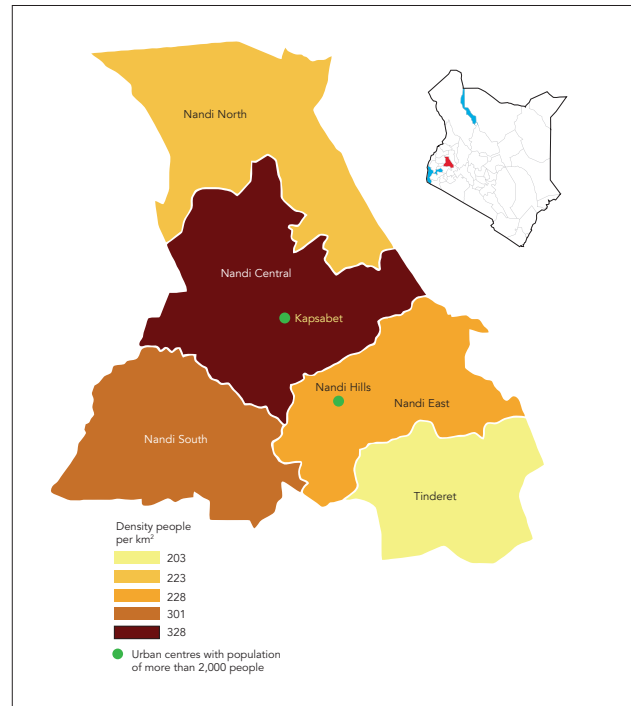 Nandi North
Nandi Central
Kapsabet
Nandi Hills
Nandi East
Nandi South
Tinderet
Density people
per km²
203
223
228
301
328
Urban centres with population
of more than 2,000 people